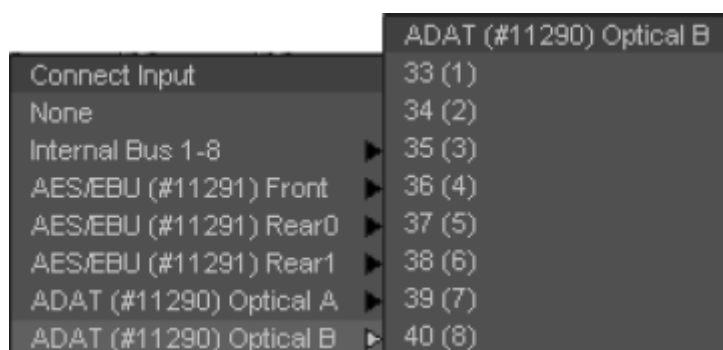 Connect Input
None
Internal Bus 1-8
AES/EBU (#11291) Front
AES/EBU (#11291) Rear0
AES/EBU (#11291) Rear1
ADAT (#11290) Optical A
ADAT (#11290) Optical B
ADAT (#11290) Optical B
33 (1)
34 (2)
35 (3)
36 (4)
37 (5)
38 (6)
39 (7)
40 (8)